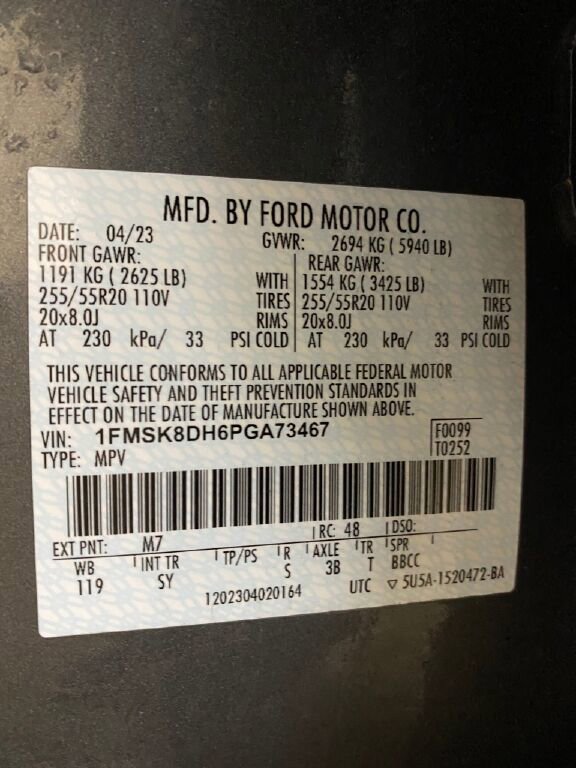 MFD. BY FORD MOTOR CO.
DATE: 04/23 GVWR: 2694 KG ( 5940 LB)
FRONT GAWR: REAR GAWR:
1191 KG ( 2625 LB) WITH 1554 KG ( 3425 LB) WITH
255/55R20 110V TIRES 255/55R20 110V TIRES
20x8.0J RIMS 20x8.0J RIMS
AT 230 kPa/ 33 PSI COLD AT 230 kPa/ 33 PSI COLD
THIS VEHICLE CONFORMS TO ALL APPLICABLE FEDERAL MOTOR
VEHICLE SAFETY AND THEFT PREVENTION STANDARDS IN
EFFECT ON THE DATE OF MANUFACTURE SHOWN ABOVE.
VIN: 1FMSK8DH6PGA73467 F0099
TYPE: MPV T0252
EXT PNT: M7 RC: 48 DSO:
WB INT TR TP/PS R AXLE TR SPR
119 SY S 3B T BBCC
1202304020164 UTC ▽ 5U5A-1520472-BA